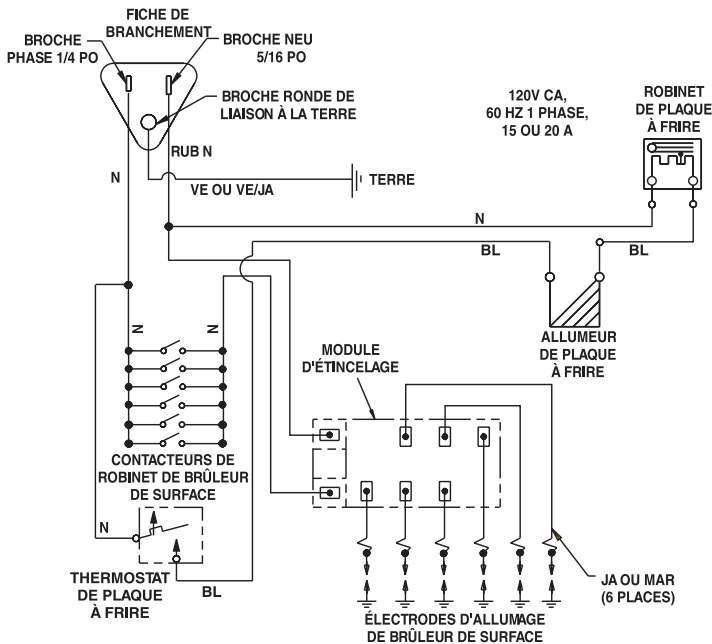 FICHE DE
BRANCHEMENT
BROCHE
PHASE 1/4 PO
BROCHE NEU
5/16 PO
BROCHE RONDE DE
LIAISON À LA TERRE
120V CA,
60 HZ 1 PHASE,
15 OU 20 A
ROBINET
DE PLAQUE
À FRIRE
RUB N
N
VE OU VE/JA
TERRE
N
BL
BL
N
N
ALLUMEUR
DE PLAQUE
À FRIRE
MODULE
D'ÉTINCELAGE
CONTACTEURS DE
ROBINET DE BRÛLEUR
DE SURFACE
N
THERMOSTAT
DE PLAQUE
À FRIRE
BL
JA OU MAR
(6 PLACES)
ÉLECTRODES D'ALLUMAGE
DE BRÛLEUR DE SURFACE